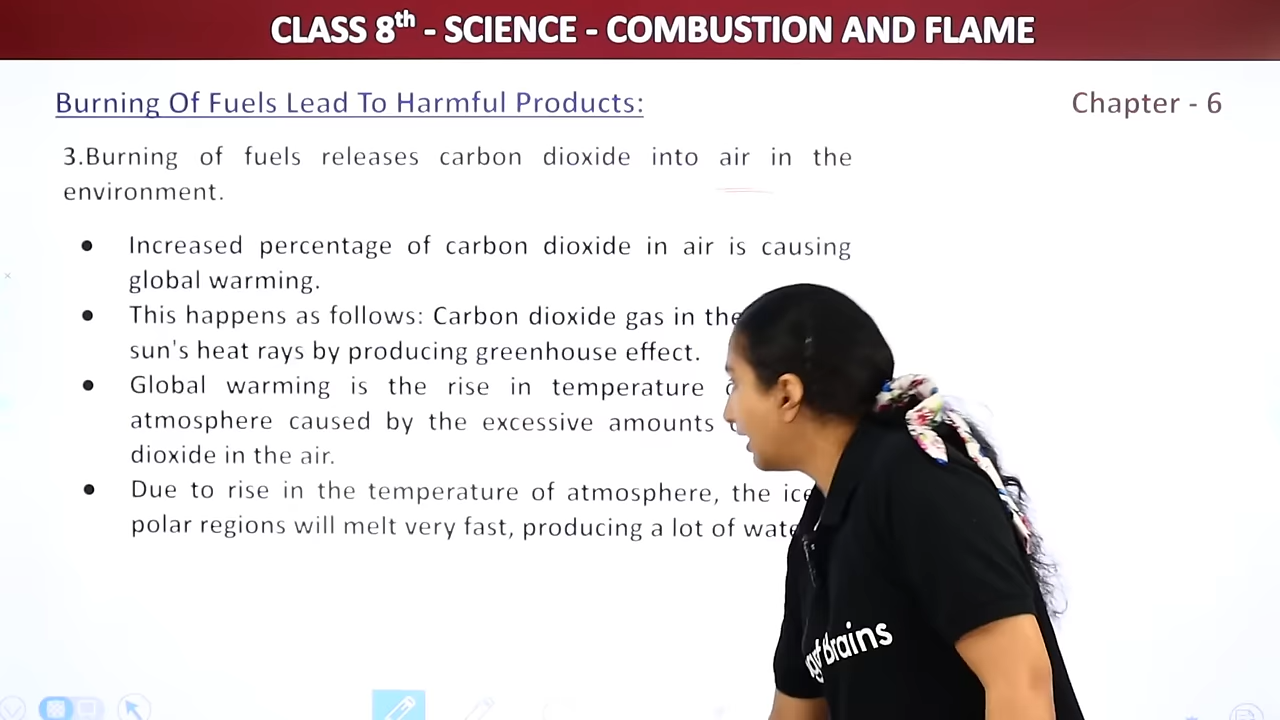 CLASS 8th - SCIENCE - COMBUSTION AND FLAME
Burning Of Fuels Lead To Harmful Products:
Chapter - 6
3.Burning of fuels releases carbon dioxide into air in the
environment.
● Increased percentage of carbon dioxide in air is causing
global warming.
● This happens as follows: Carbon dioxide gas in the
sun's heat rays by producing greenhouse effect.
● Global warming is the rise in temperature
atmosphere caused by the excessive amounts
dioxide in the air.
● Due to rise in the temperature of atmosphere, the ice
polar regions will melt very fast, producing a lot of
Brains